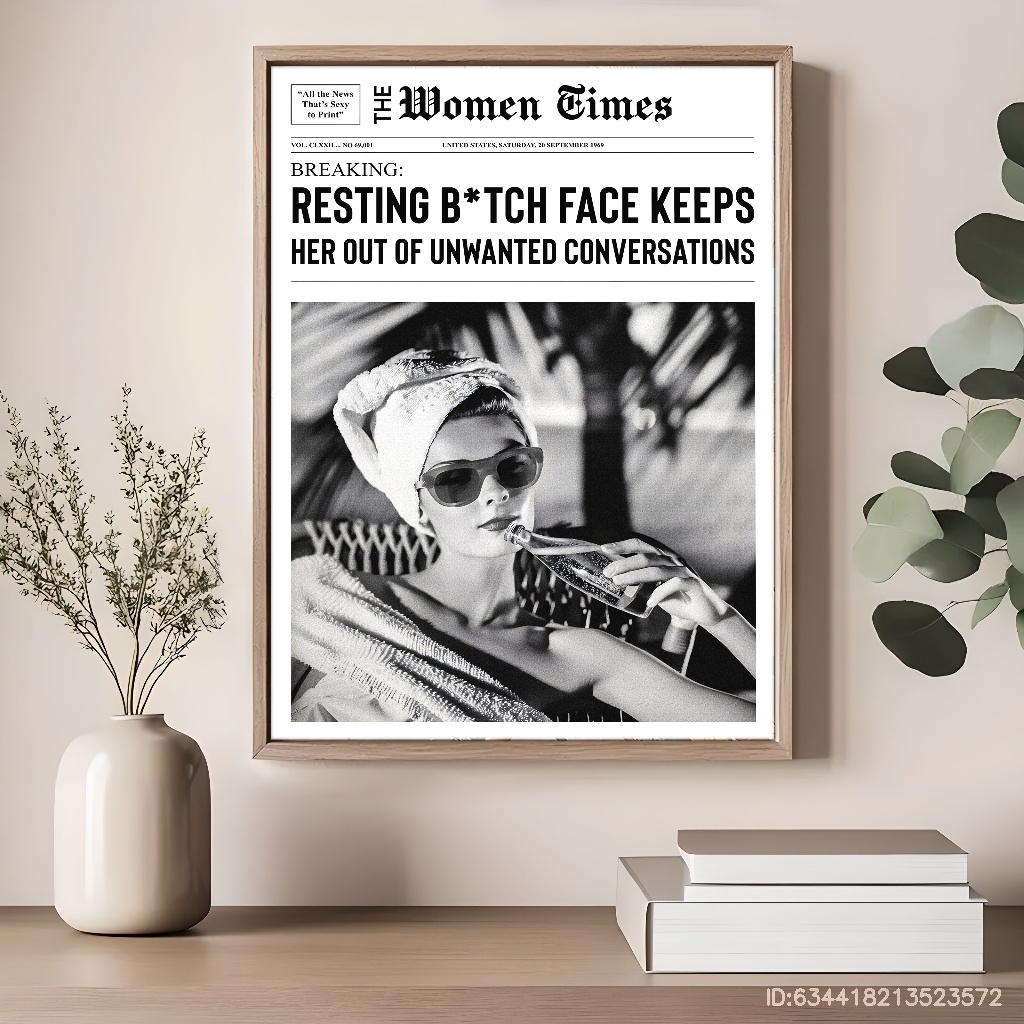 "All the News
That's Sexy
to Print"
THE Women Times
VOL. CLXXII... NO 69,001
UNITED STATES, SATURDAY, 20 SEPTEMBER 1969
BREAKING:
RESTING B*TCH FACE KEEPS
HER OUT OF UNWANTED CONVERSATIONS
ID:634418213523572